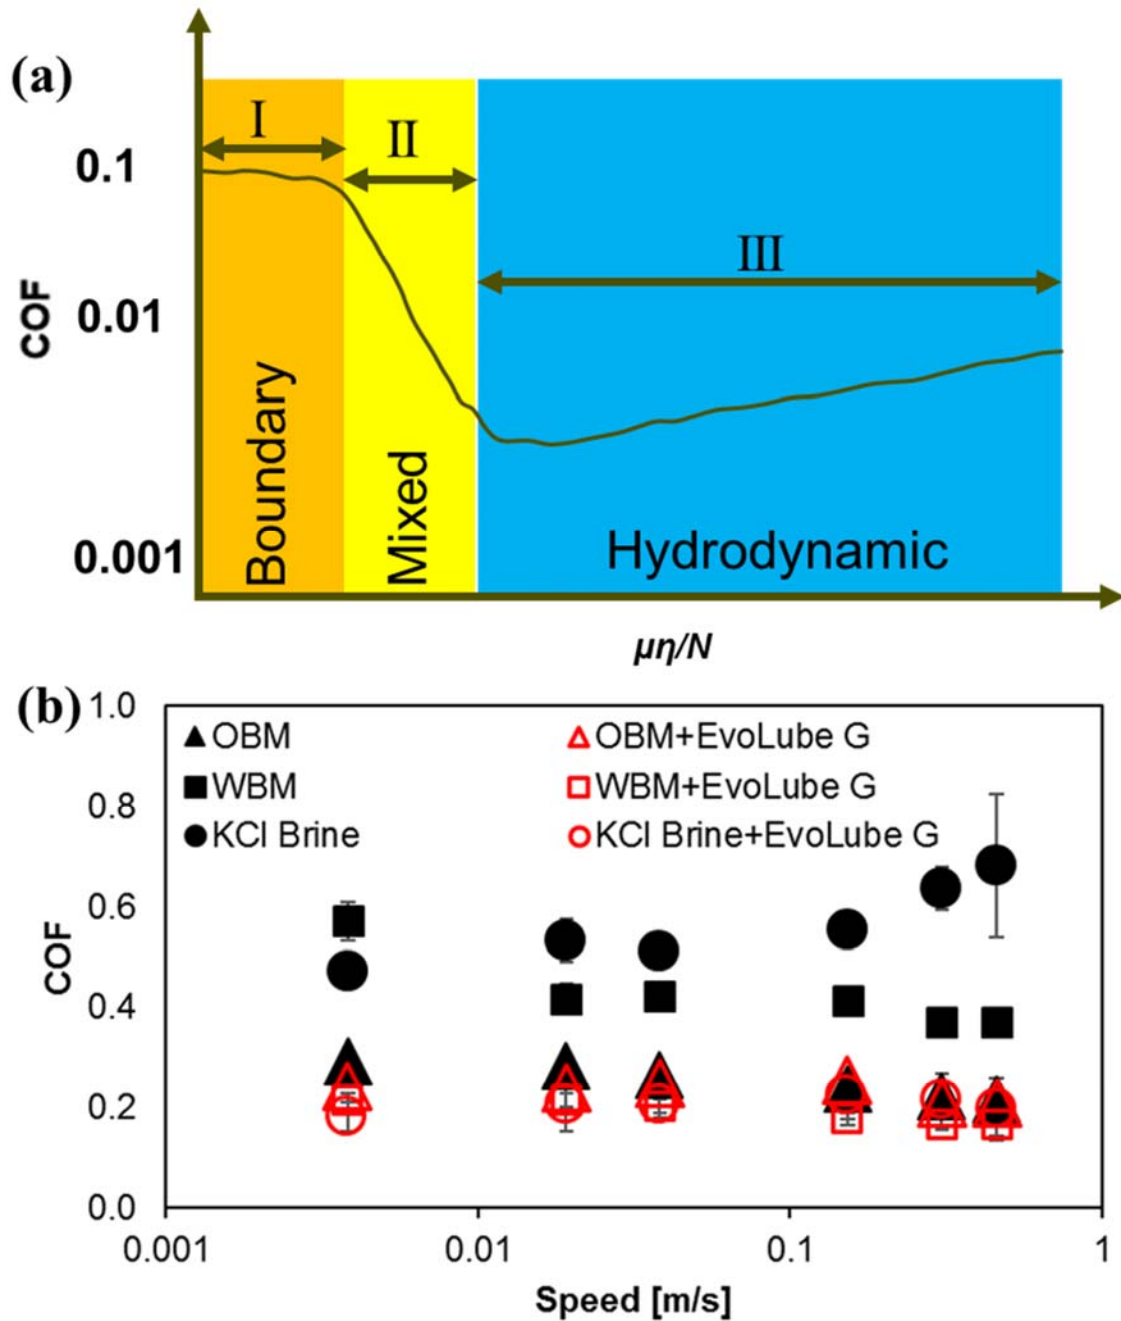 (a)
I
II
0.1
III
0.01
COF
0.001
Boundary
Mixed
Hydrodynamic
μη/N
(b)
1.0
OBM
OBM+EvoLube G
WBM
WBM+EvoLube G
0.8
KCl Brine
KCl Brine+EvoLube G
0.6
COF
0.4
0.2
0.0
0.001
0.01
0.1
1
Speed [m/s]